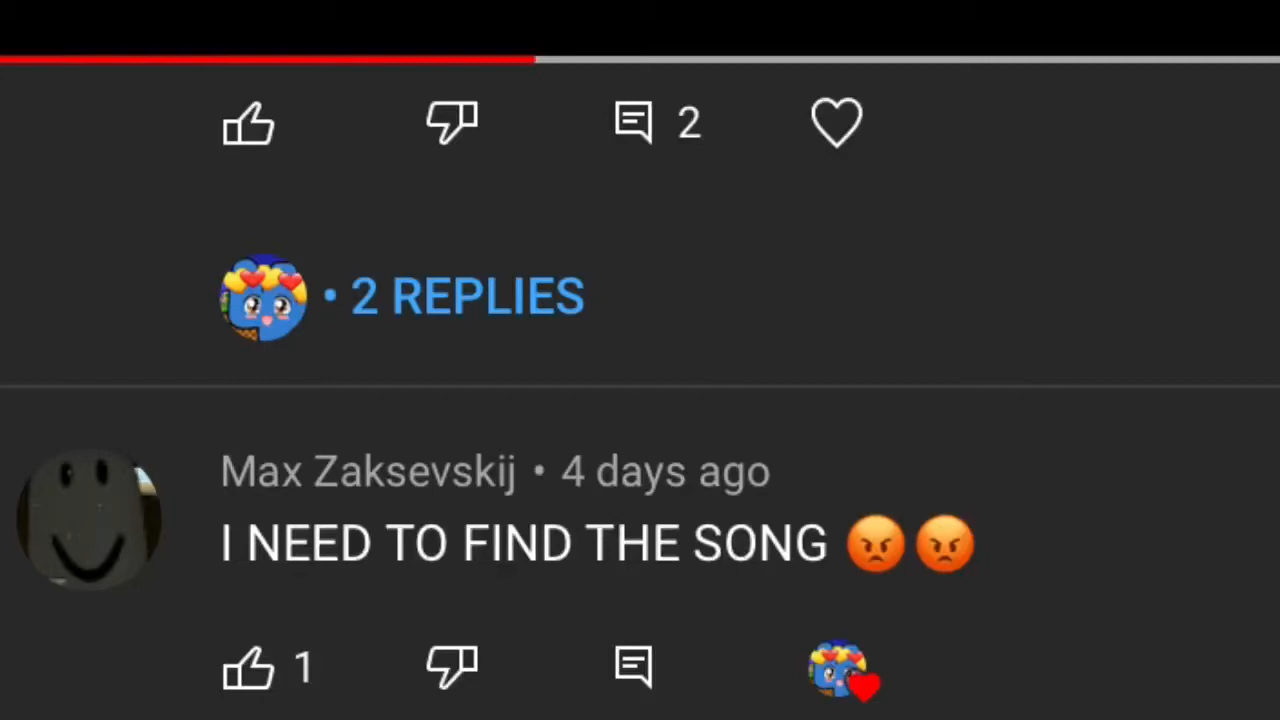 2
• 2 REPLIES
Max Zaksevskij • 4 days ago
I NEED TO FIND THE SONG 😡😡
1